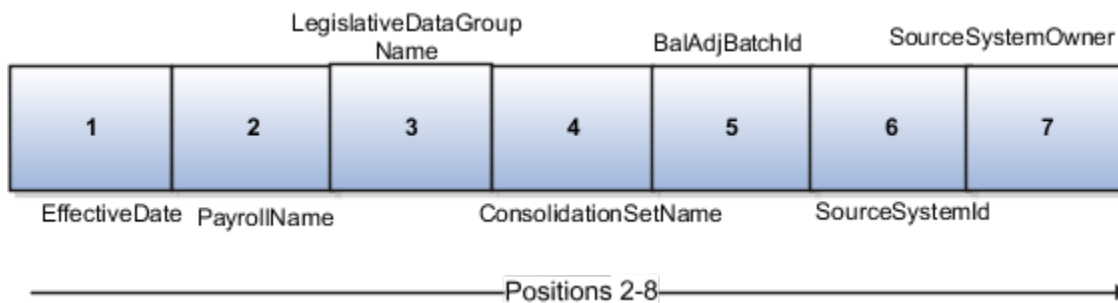 LegislativeDataGroup
Name
BalAdjBatchId
SourceSystemOwner
1
2
3
4
5
6
7
EffectiveDate
PayrollName
ConsolidationSetName
SourceSystemId
Positions 2-8